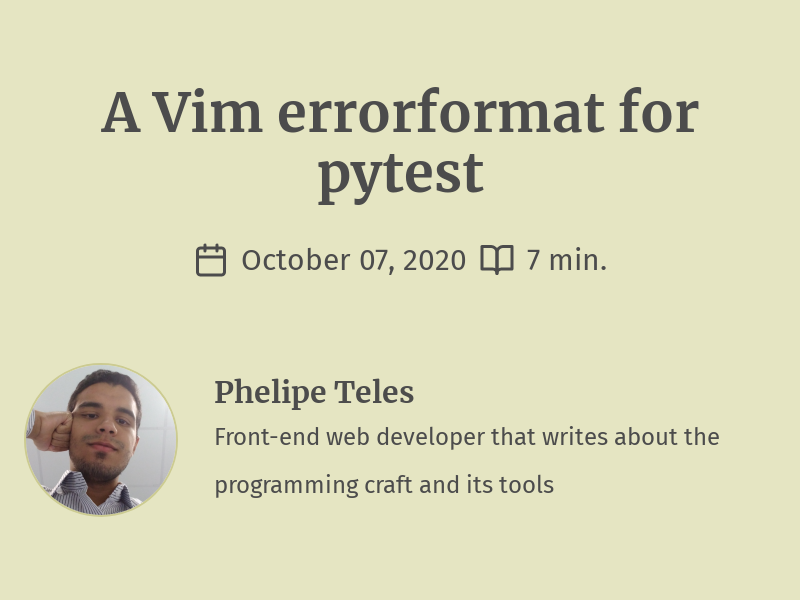 A Vim errorformat for
pytest
October 07, 2020 7 min.
Phelipe Teles
Front-end web developer that writes about the
programming craft and its tools